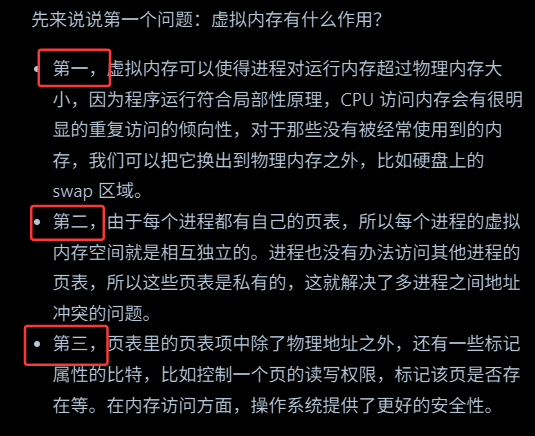 先来说说第一个问题：虚拟内存有什么作用？
第一，虚拟内存可以使得进程对运行内存超过物理内存大
小，因为程序运行符合局部性原理，CPU 访问内存会有很明
显的重复访问的倾向性，对于那些没有被经常使用到的内
存，我们可以把它换出到物理内存之外，比如硬盘上的
swap 区域。
第二，由于每个进程都有自己的页表，所以每个进程的虚拟
内存空间就是相互独立的。进程也没有办法访问其他进程的
页表，所以这些页表是私有的，这就解决了多进程之间地址
冲突的问题。
第三，页表里的页表项中除了物理地址之外，还有一些标记
属性的比特，比如控制一个页的读写权限，标记该页是否存
在等。在内存访问方面，操作系统提供了更好的安全性。